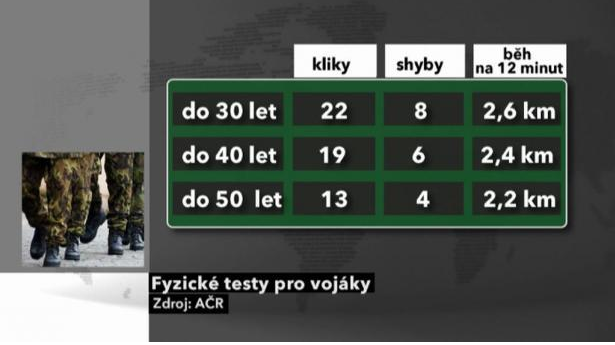 kliky shyby běh
na 12 minut
do 30 let 22 8 2,6 km
do 40 let 19 6 2,4 km
do 50 let 13 4 2,2 km
Fyzické testy pro vojáky
Zdroj: AČR